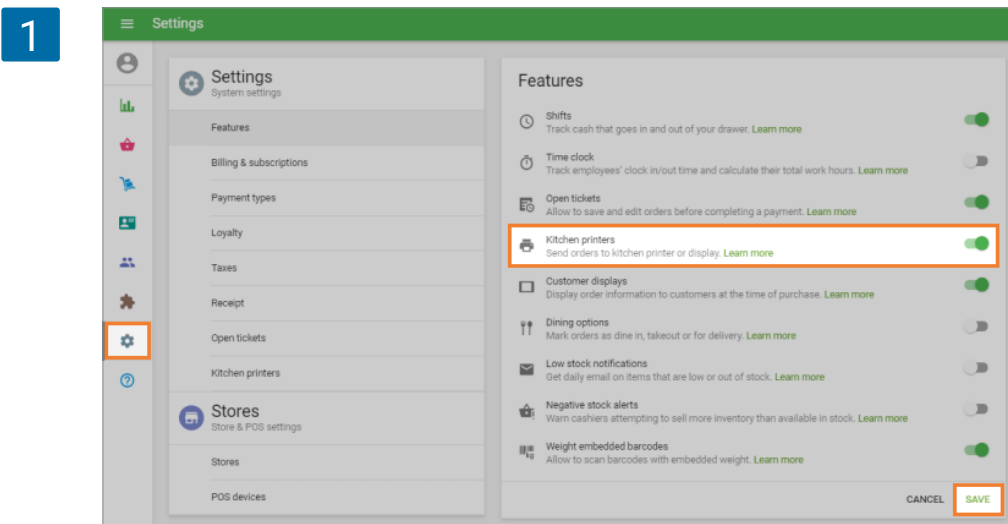 1
Settings
Settings
System settings
Features
Billing & subscriptions
Payment types
Loyalty
Taxes
Receipt
Open tickets
Kitchen printers
Stores
Store & POS settings
Stores
POS devices
Features
Shifts
Track cash that goes in and out of your drawer. Learn more
Time clock
Track employees' clock in/out time and calculate their total work hours. Learn more
Open tickets
Allow to save and edit orders before completing a payment. Learn more
Kitchen printers
Send orders to kitchen printer or display. Learn more
Customer displays
Display order information to customers at the time of purchase. Learn more
Dining options
Mark orders as dine in, takeout or for delivery. Learn more
Low stock notifications
Get daily email on items that are low or out of stock. Learn more
Negative stock alerts
Warn cashiers attempting to sell more inventory than available in stock. Learn more
Weight embedded barcodes
Allow to scan barcodes with embedded weight. Learn more
CANCEL SAVE